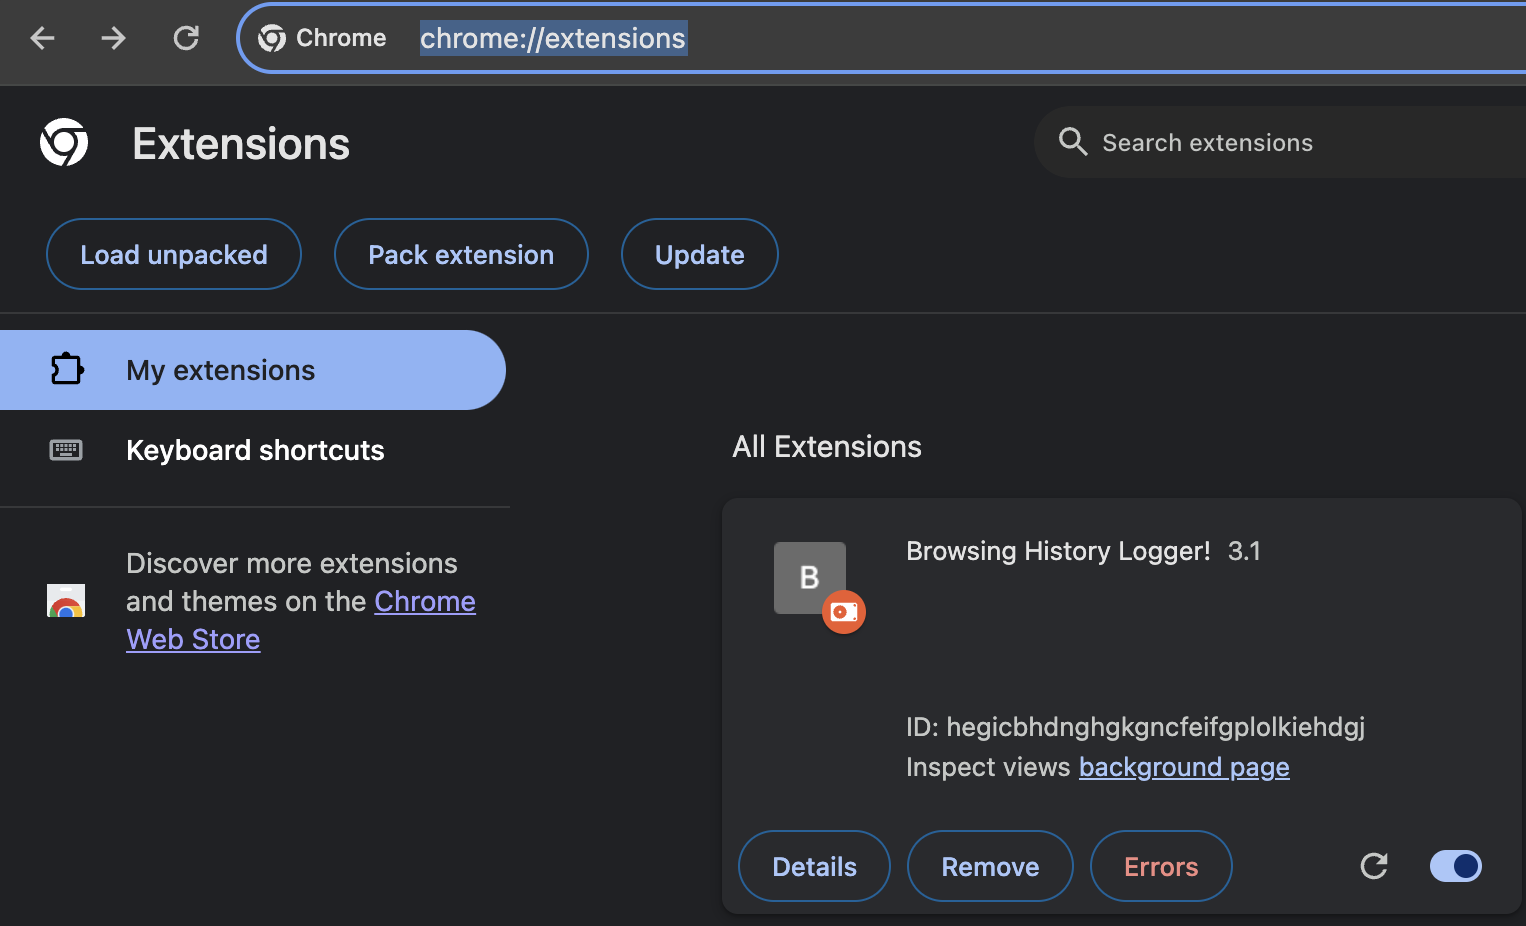 Chrome chrome://extensions
Extensions
Search extensions
Load unpacked
Pack extension
Update
My extensions
Keyboard shortcuts
Discover more extensions
and themes on the Chrome
Web Store
All Extensions
B
Browsing History Logger! 3.1
ID: hegicbhdnghgkgncfeifgplolkiehdgj
Inspect views background page
Details
Remove
Errors